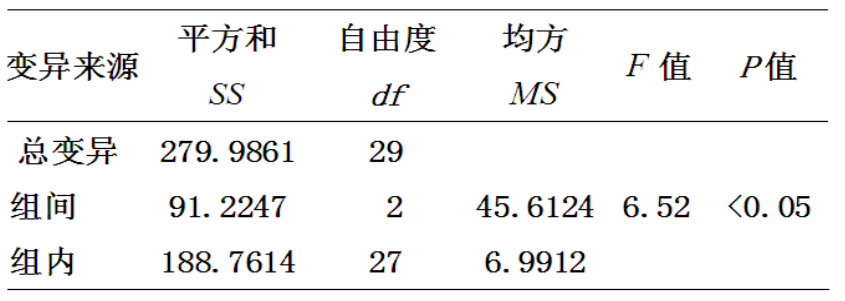 变异来源 平方和 SS 自由度 df 均方 MS F 值 P值
总变异 279.9861 29
组间 91.2247 2 45.6124 6.52 <0.05
组内 188.7614 27 6.9912